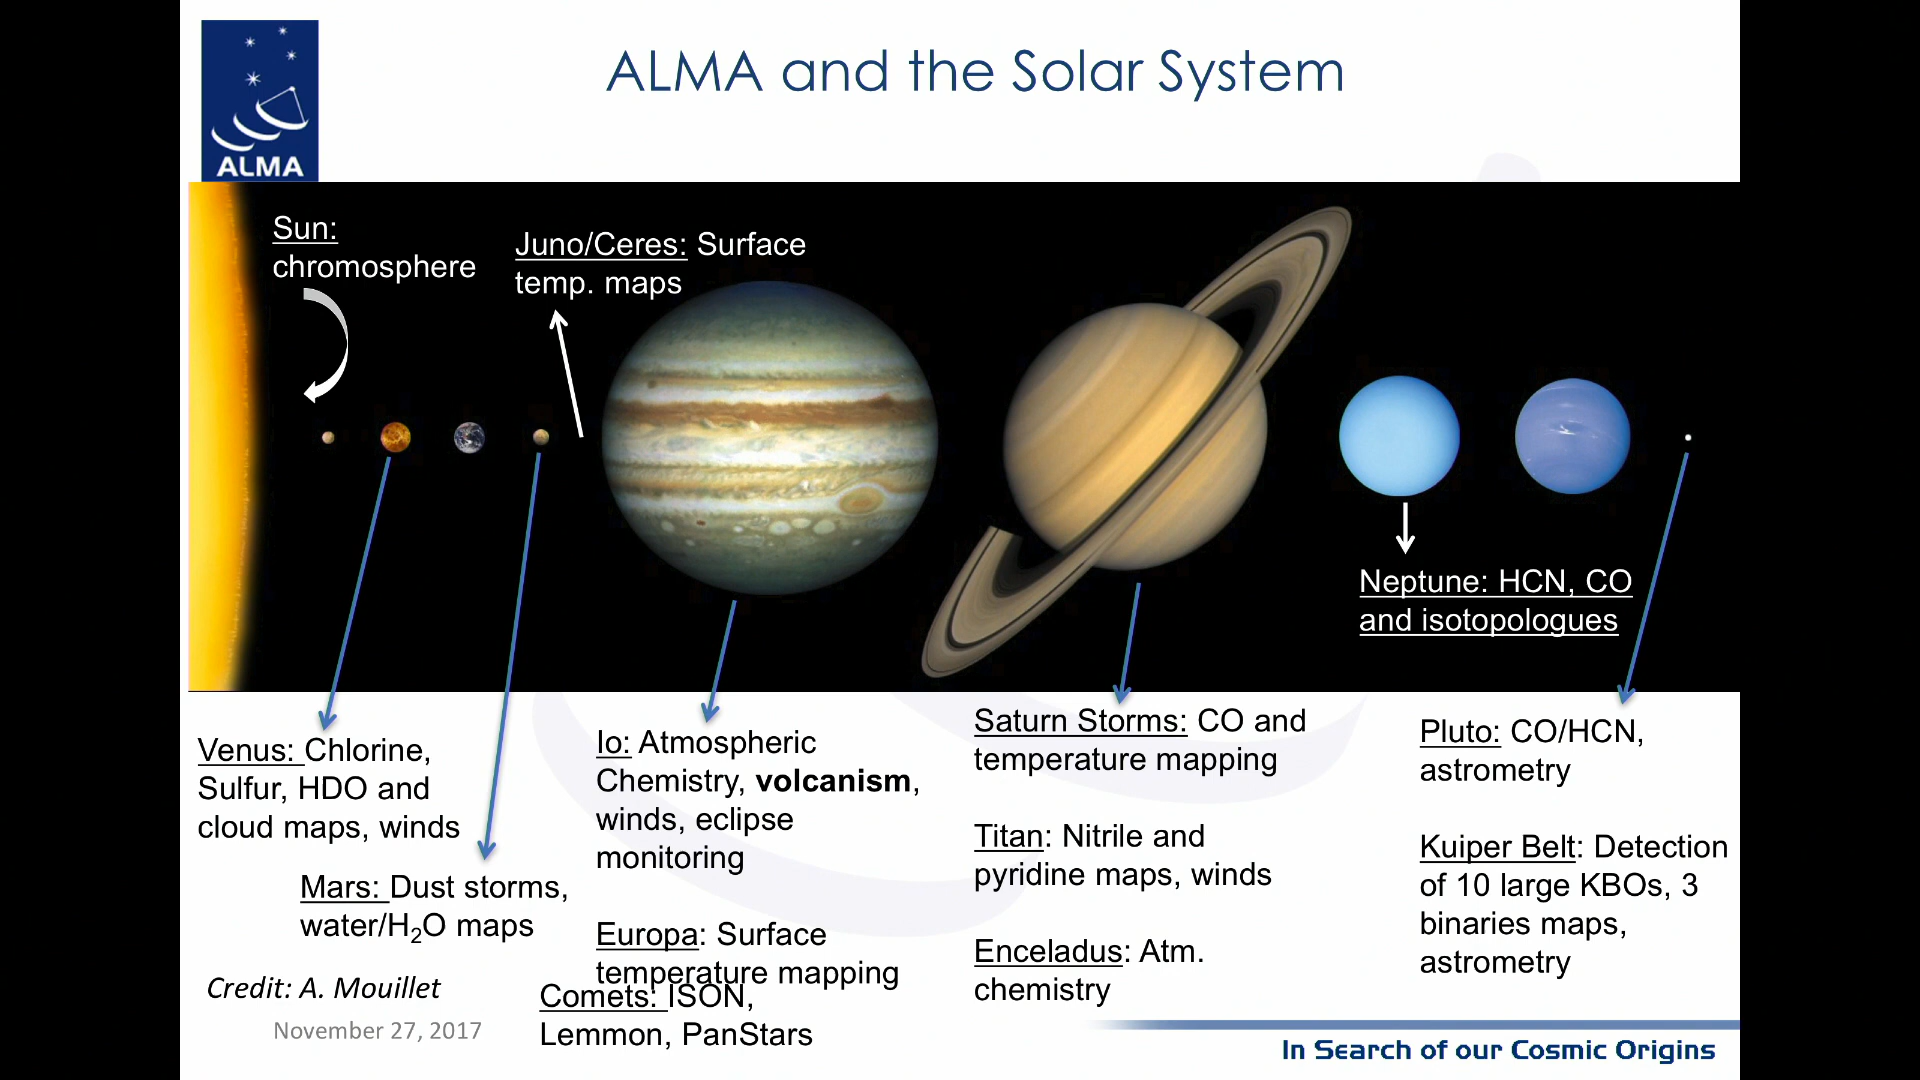 ALMA and the Solar System
ALMA
Sun:
chromosphere
Juno/Ceres: Surface
temp. maps
Neptune: HCN, CO
and isotopologues
Venus: Chlorine,
Sulfur, HDO and
cloud maps, winds
Mars: Dust storms,
water/H₂O maps
Io: Atmospheric
Chemistry, volcanism,
winds, eclipse
monitoring
Europa: Surface
temperature mapping
Comets: ISON,
Lemmon, PanStars
Saturn Storms: CO and
temperature mapping
Titan: Nitrile and
pyridine maps, winds
Enceladus: Atm.
chemistry
Pluto: CO/HCN,
astrometry
Kuiper Belt: Detection
of 10 large KBOs, 3
binaries maps,
astrometry
Credit: A. Mouillet
November 27, 2017
In Search of our Cosmic Origins